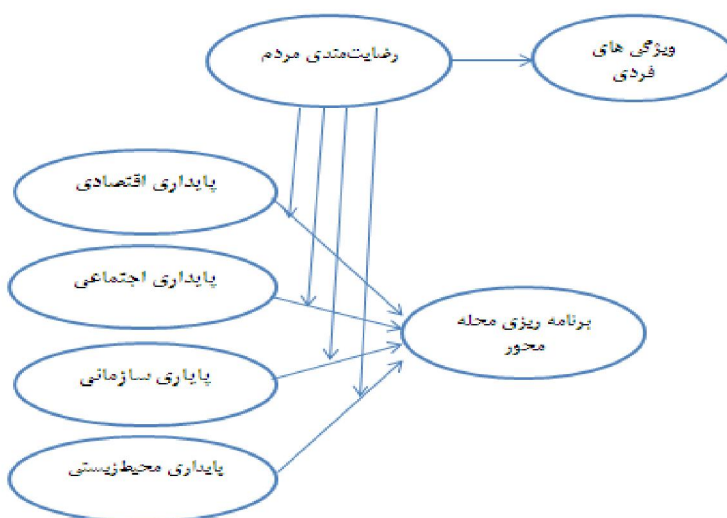 رضایت‌مندی مردم
ویژگی های
فردی
پایداری اقتصادی
پایداری اجتماعی
برنامه ریزی محله
محور
پایاری سازمانی
پایداری محیط‌زیستی